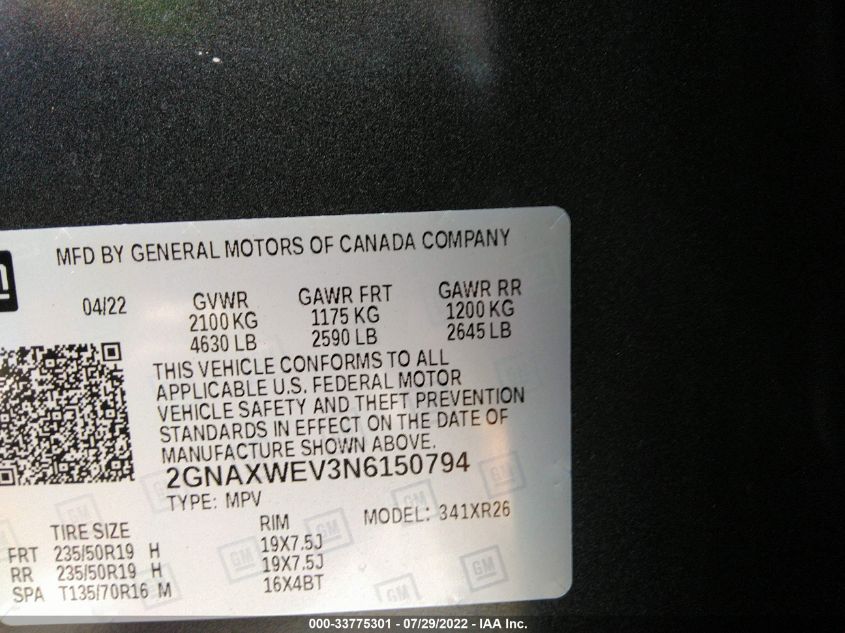 MFD BY GENERAL MOTORS OF CANADA COMPANY
04/22 GVWR GAWR FRT GAWR RR
2100 KG 1175 KG 1200 KG
4630 LB 2590 LB 2645 LB
THIS VEHICLE CONFORMS TO ALL
APPLICABLE U.S. FEDERAL MOTOR
VEHICLE SAFETY AND THEFT PREVENTION
STANDARDS IN EFFECT ON THE DATE OF
MANUFACTURE SHOWN ABOVE.
2GNAXWEV3N6150794
TYPE: MPV MODEL: 341XR26
TIRE SIZE RIM
FRT 235/50R19 H 19X7.5J
RR 235/50R19 H 19X7.5J
SPA T135/70R16 M 16X4BT
GM GM GM GM
000-33775301 - 07/29/2022 - IAA Inc.